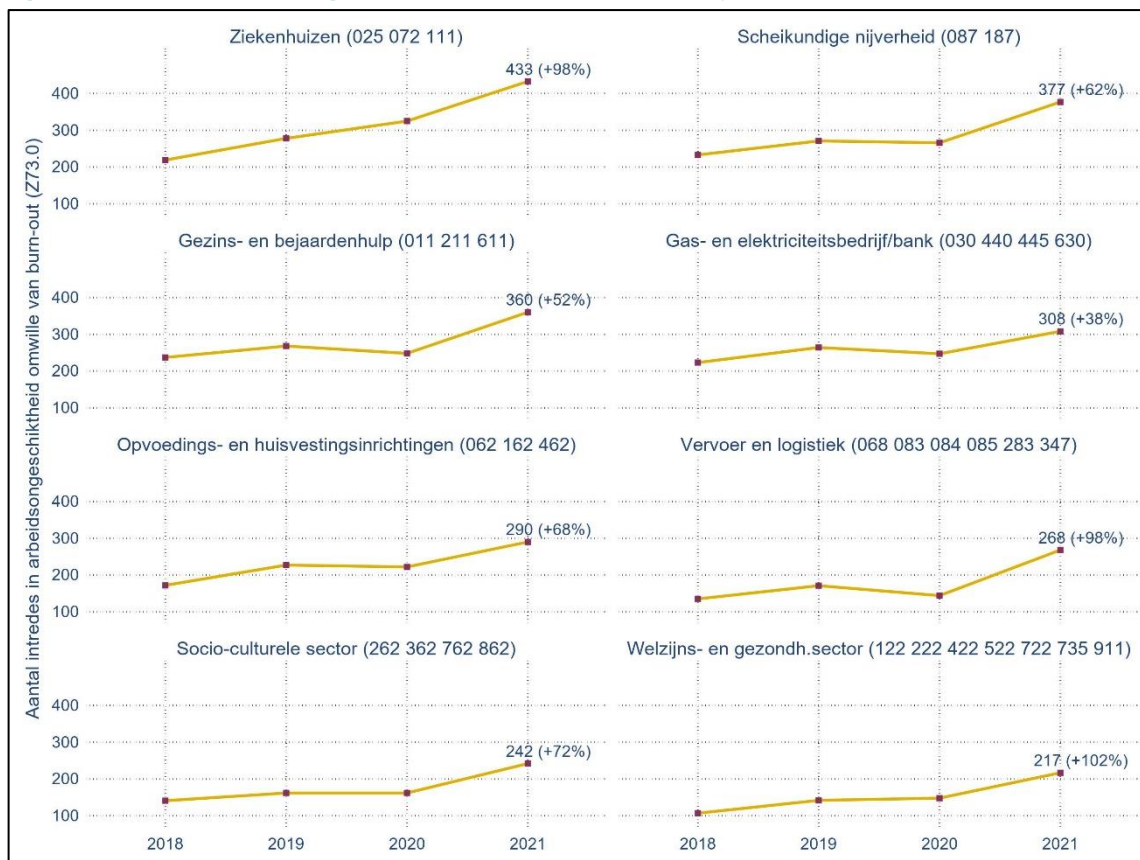 Aantal intredes in arbeidsongeschiktheid omwille van burn-out (Z73.0)
Ziekenhuizen (025 072 111)
433 (+98%)
400
300
200
100
Scheikundige nijverheid (087 187)
377 (+62%)
Gezins- en bejaardenhulp (011 211 611)
360 (+52%)
400
300
200
100
Gas- en elektriciteitsbedrijf/bank (030 440 445 630)
308 (+38%)
Opvoedings- en huisvestingsinrichtingen (062 162 462)
290 (+68%)
400
300
200
100
Vervoer en logistiek (068 083 084 085 283 347)
268 (+98%)
Socio-culturele sector (262 362 762 862)
242 (+72%)
400
300
200
100
2018 2019 2020 2021
Welzijns- en gezondh.sector (122 222 422 522 722 735 911)
217 (+102%)
2018 2019 2020 2021